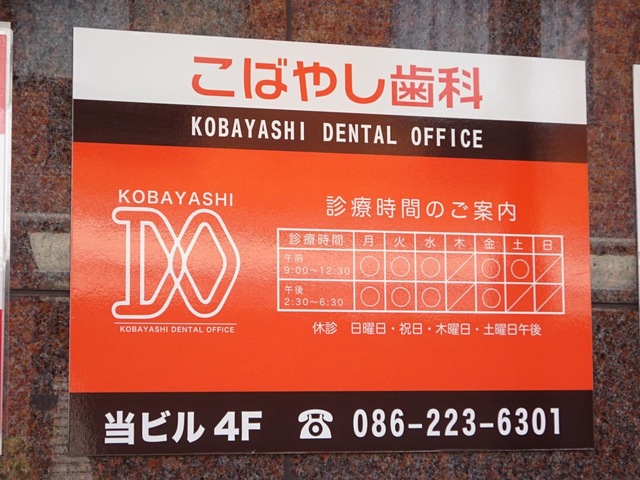 こばやし歯科
KOBAYASHI DENTAL OFFICE
KOBAYASHI
DO
KOBAYASHI DENTAL OFFICE
診療時間のご案内
診療時間 月 火 水 木 金 土 日
午前 9:00～12:30 ○ ○ ○ ／ ○ ○ ／
午後 2:30～6:30 ○ ○ ○ ／ ○ ／ ／
休診 日曜日・祝日・木曜日・土曜日午後
当ビル 4F ☎ 086-223-6301